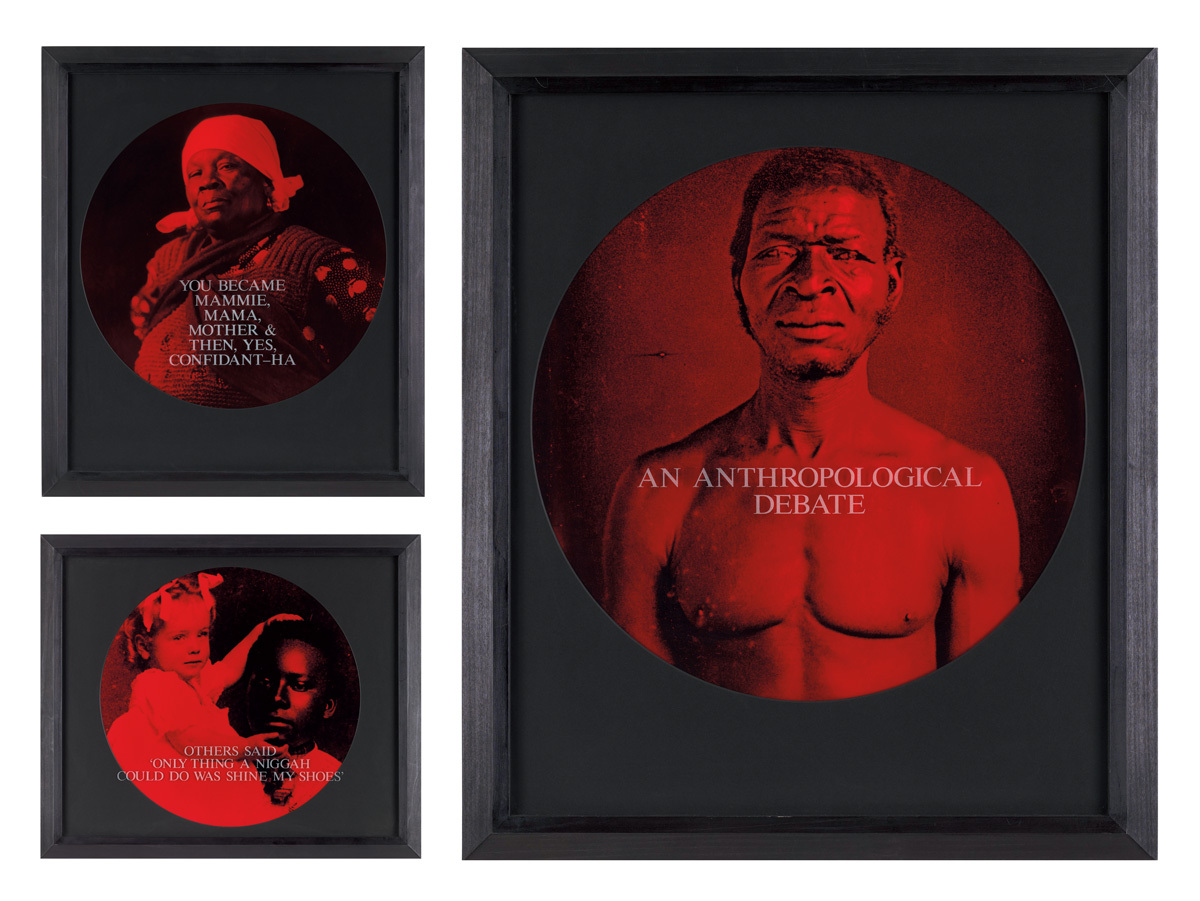 YOU BECAME
MAMMIE,
MAMA,
MOTHER &
THEN, YES,
CONFIDANT–HA
OTHERS SAID
‘ONLY THING A NIGGAH
COULD DO WAS SHINE MY SHOES’
AN ANTHROPOLOGICAL
DEBATE